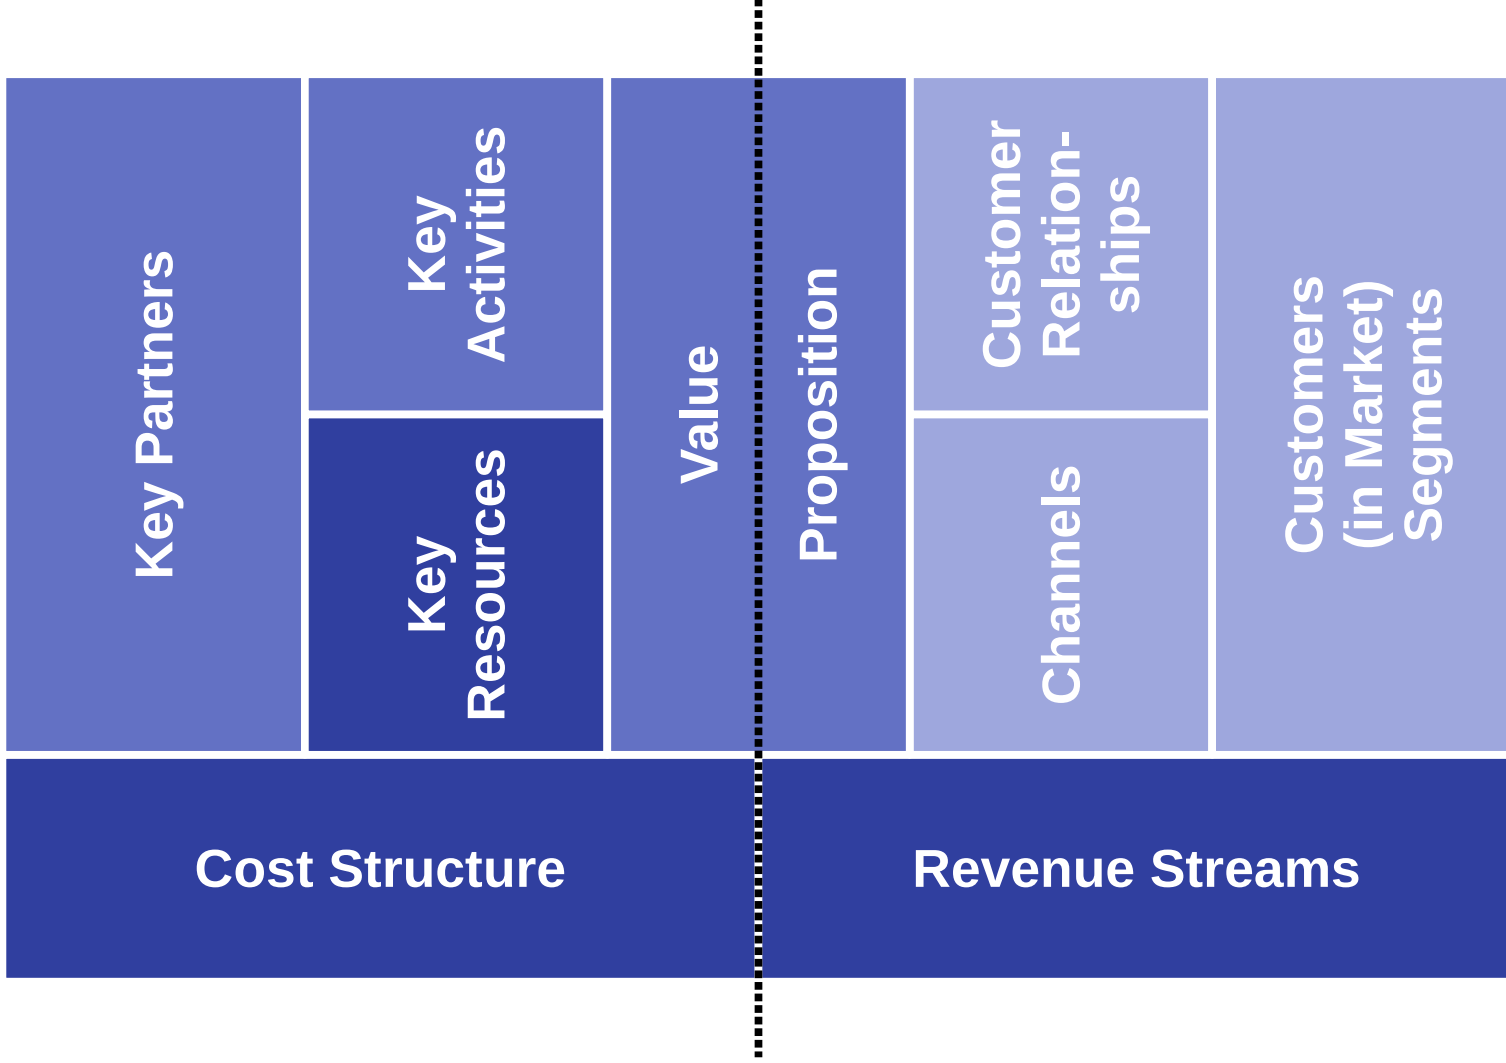 Key Partners
Key
Activities
Key
Resources
Value
Proposition
Customer
Relation-
ships
Channels
Customers
(in Market)
Segments
Cost Structure
Revenue Streams